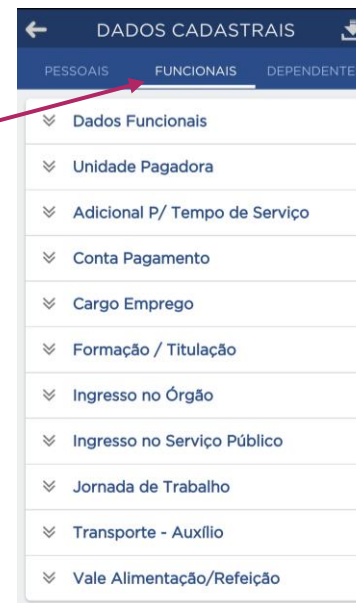 DADOS CADASTRAIS
PESSOAIS FUNCIONAIS DEPENDENTE
Dados Funcionais
Unidade Pagadora
Adicional P/ Tempo de Serviço
Conta Pagamento
Cargo Emprego
Formação / Titulação
Ingresso no Órgão
Ingresso no Serviço Público
Jornada de Trabalho
Transporte - Auxílio
Vale Alimentação/Refeição